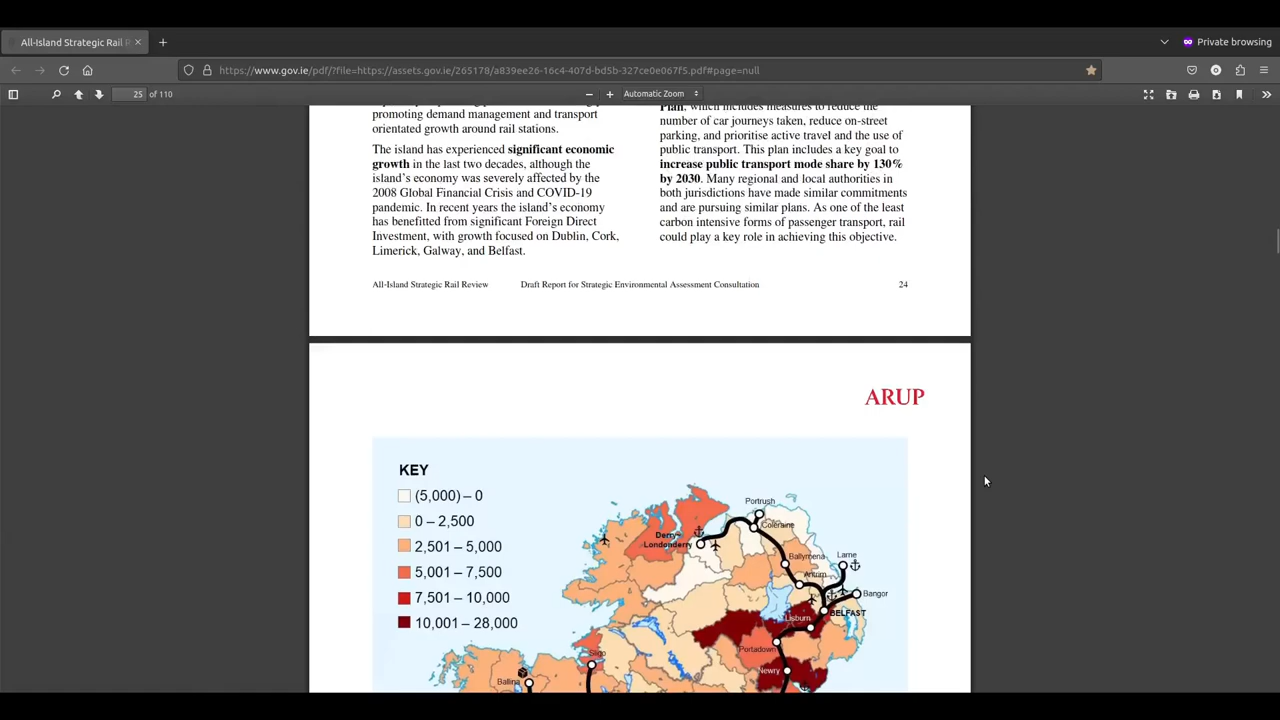 All-Island Strategic Rail R
Private browsing
https://www.gov.ie/pdf/?file=https://assets.gov.ie/265178/a839ee26-16c4-407d-bd5b-327ce0e067f5.pdf#page=null
25 of 110
Automatic Zoom
promoting demand management and transport
orientated growth around rail stations.
The island has experienced significant economic
growth in the last two decades, although the
island's economy was severely affected by the
2008 Global Financial Crisis and COVID-19
pandemic. In recent years the island's economy
has benefitted from significant Foreign Direct
Investment, with growth focused on Dublin, Cork,
Limerick, Galway, and Belfast.
Plan, which includes measures to reduce the
number of car journeys taken, reduce on-street
parking, and prioritise active travel and the use of
public transport. This plan includes a key goal to
increase public transport mode share by 130%
by 2030. Many regional and local authorities in
both jurisdictions have made similar commitments
and are pursuing similar plans. As one of the least
carbon intensive forms of passenger transport, rail
could play a key role in achieving this objective.
All-Island Strategic Rail Review Draft Report for Strategic Environmental Assessment Consultation 24
ARUP
KEY
(5,000) – 0
0 – 2,500
2,501 – 5,000
5,001 – 7,500
7,501 – 10,000
10,001 – 28,000
Portrush
Coleraine
Derry~
Londonderry
Ballymena
Larne
Antrim
Bangor
BELFAST
Lisburn
Portadown
Newry
Sligo
Ballina